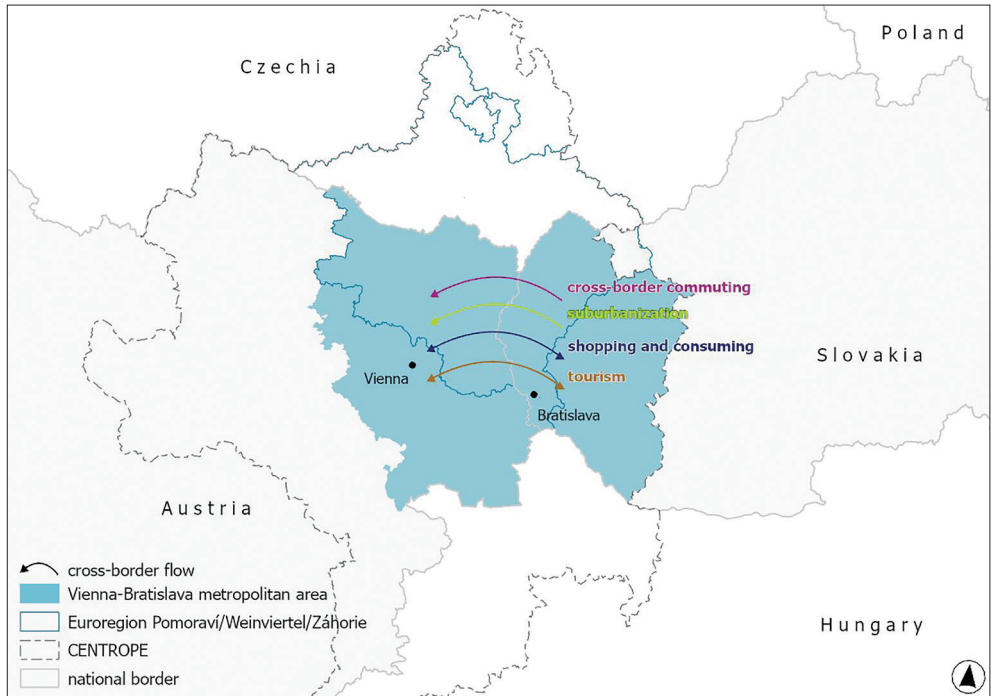 Poland
Czechia
cross-border commuting
suburbanization
shopping and consuming
Slovakia
Vienna
tourism
Bratislava
Austria
cross-border flow
Vienna-Bratislava metropolitan area
Euroregion Pomoraví/Weinviertel/Záhorie
CENTROPE
Hungary
national border